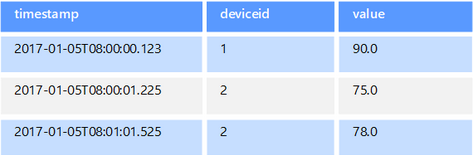 timestamp deviceid value
2017-01-05T08:00:00.123 1 90.0
2017-01-05T08:00:01.225 2 75.0
2017-01-05T08:01:01.525 2 78.0